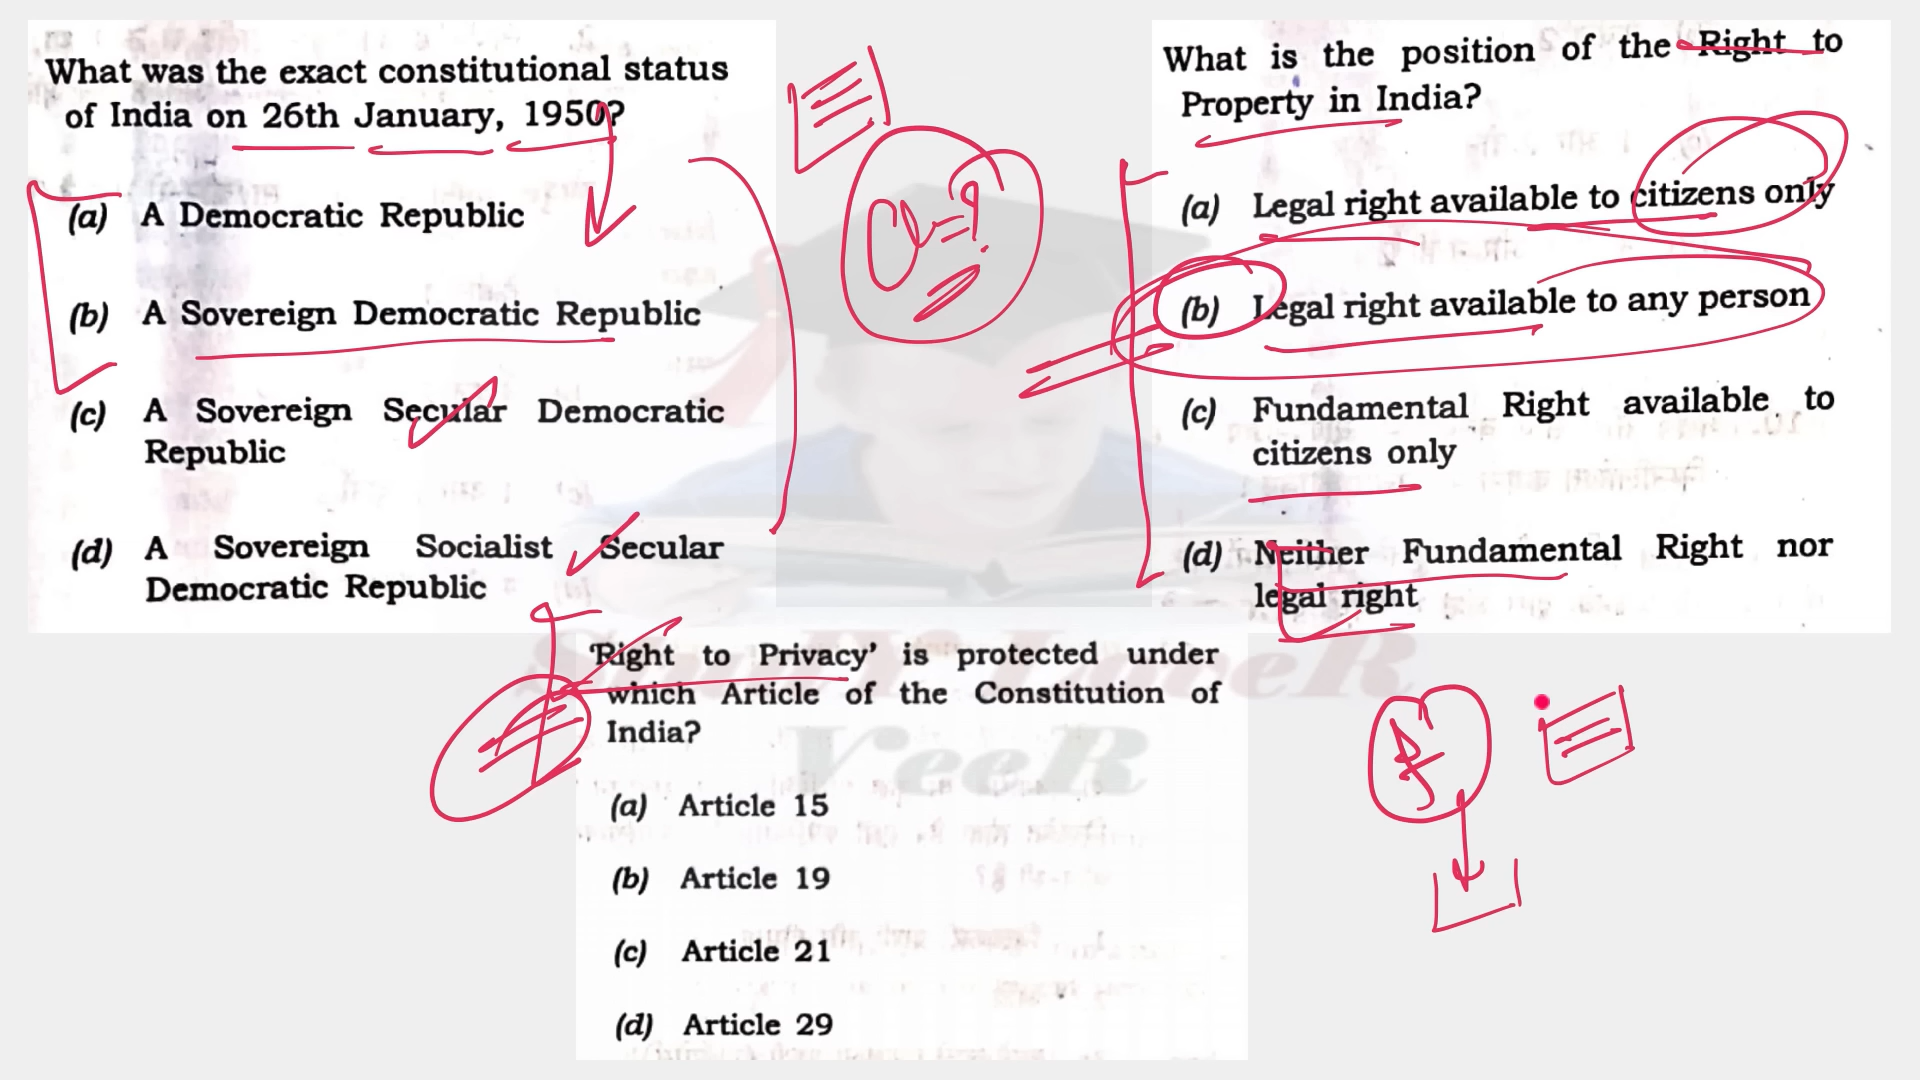 What was the exact constitutional status
of India on 26th January, 1950?
(a) A Democratic Republic
(b) A Sovereign Democratic Republic
(c) A Sovereign Secular Democratic
Republic
(d) A Sovereign Socialist Secular
Democratic Republic
What is the position of the Right to
Property in India?
(a) Legal right available to citizens only
(b) Legal right available to any person
(c) Fundamental Right available to
citizens only
(d) Neither Fundamental Right nor
legal right
'Right to Privacy' is protected under
which Article of the Constitution of
India?
(a) Article 15
(b) Article 19
(c) Article 21
(d) Article 29
VeeR